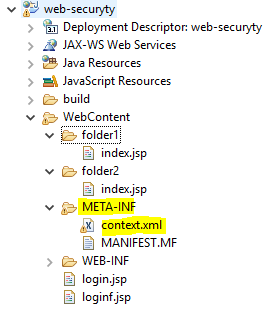 web-securyty
Deployment Descriptor: web-securyty
JAX-WS Web Services
Java Resources
JavaScript Resources
build
WebContent
folder1
index.jsp
folder2
index.jsp
META-INF
context.xml
MANIFEST.MF
WEB-INF
login.jsp
loginf.jsp